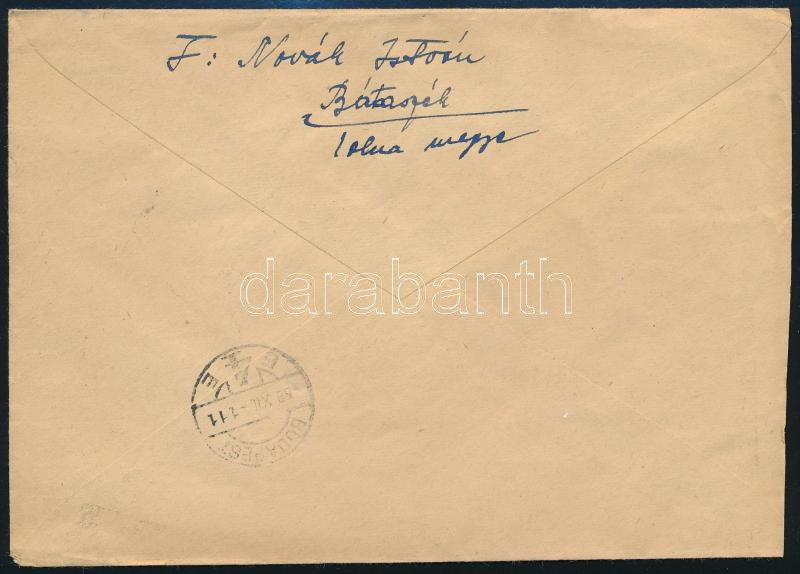 F: Novák István
Bátaszék
Tolna megye
darabanth
BUDAPEST